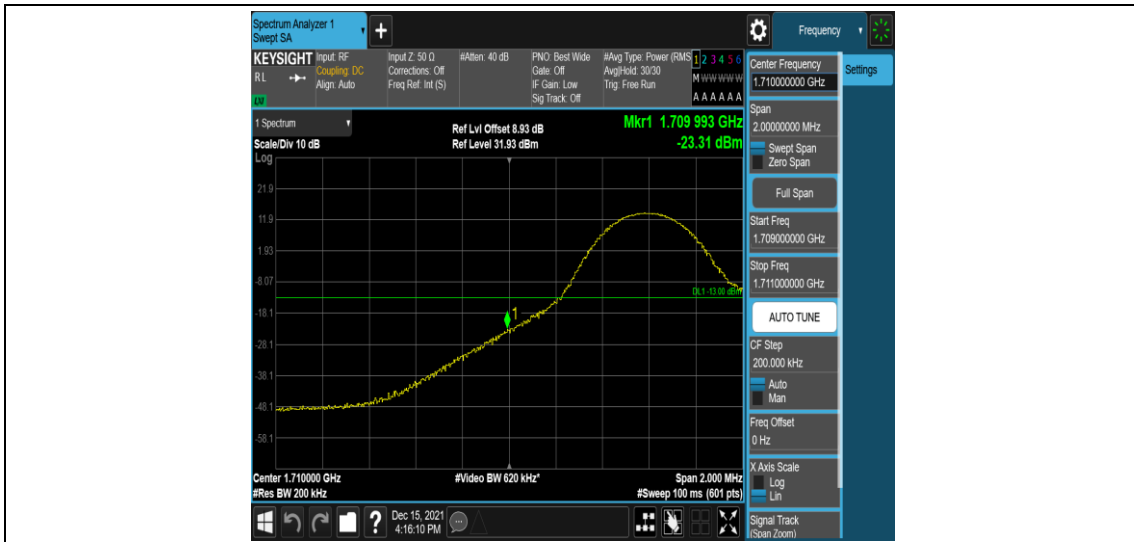 Spectrum Analyzer 1
Swept SA
+
Frequency
KEYSIGHT
RL
LXI
Input: RF
Coupling: DC
Align: Auto
Input Z: 50 Ω
Corrections: Off
Freq Ref: Int (S)
#Atten: 40 dB
PNO: Best Wide
Gate: Off
IF Gain: Low
Sig Track: Off
#Avg Type: Power (RMS
Avg|Hold: 30/30
Trig: Free Run
1 2 3 4 5 6
M W W W W W
A A A A A A
Center Frequency
1.710000000 GHz
Settings
Span
2.00000000 MHz
Swept Span
Zero Span
Full Span
Start Freq
1.709000000 GHz
Stop Freq
1.711000000 GHz
AUTO TUNE
CF Step
200.000 kHz
Auto
Man
Freq Offset
0 Hz
X Axis Scale
Log
Lin
Signal Track
(Span Zoom)
1 Spectrum
Scale/Div 10 dB
Log
Ref Lvl Offset 8.93 dB
Ref Level 31.93 dBm
Mkr1 1.709 993 GHz
-23.31 dBm
21.9
11.9
1.93
-8.07
DL1 -13.00 dBm
-18.1
1
-28.1
-38.1
-48.1
-58.1
Center 1.710000 GHz
#Video BW 620 kHz*
Span 2.000 MHz
#Res BW 200 kHz
#Sweep 100 ms (601 pts)
?
Dec 15, 2021
4:16:10 PM